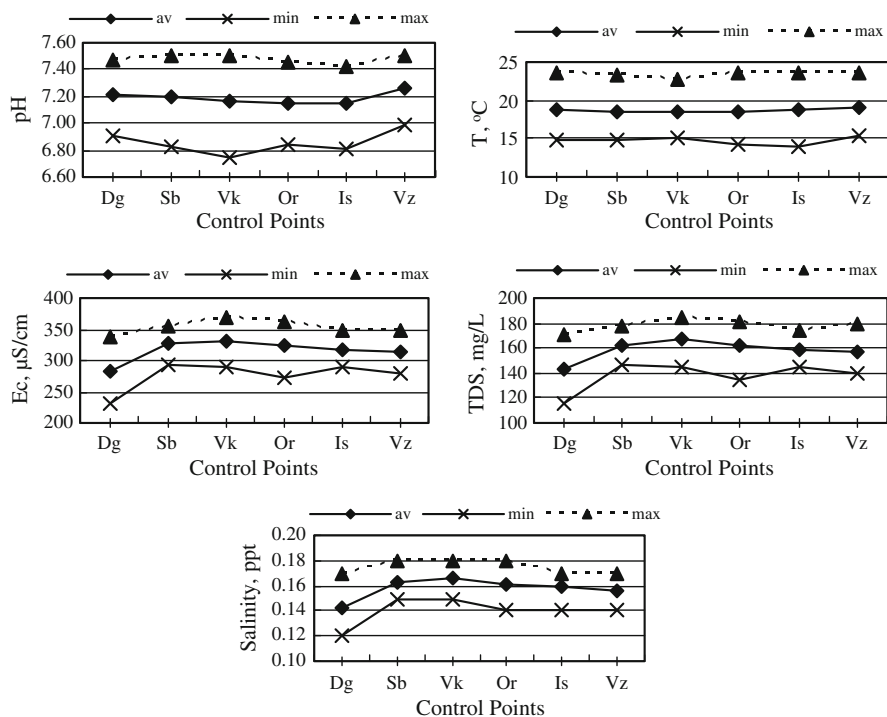 av min max
7.60
7.40
7.20
7.00
6.80
6.60
pH
Dg Sb Vk Or Is Vz
Control Points
av min max
25
20
15
10
T, ºC
Dg Sb Vk Or Is Vz
Control Points
av min max
400
350
300
250
200
Ec, µS/cm
Dg Sb Vk Or Is Vz
Control Points
av min max
200
180
160
140
120
100
TDS, mg/L
Dg Sb Vk Or Is Vz
Control Points
av min max
0.20
0.18
0.16
0.14
0.12
0.10
Salinity, ppt
Dg Sb Vk Or Is Vz
Control Points